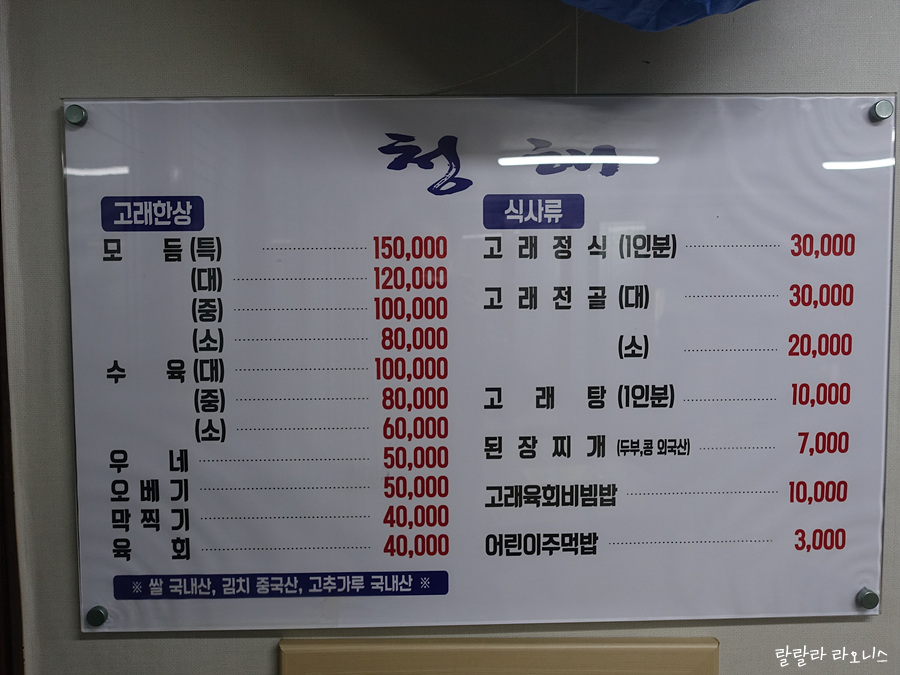 청해
고래한상
모듬 (특) 150,000
(대) 120,000
(중) 100,000
(소) 80,000
수육 (대) 100,000
(중) 80,000
(소) 60,000
우네 50,000
오베기 50,000
막찍기 40,000
육회 40,000
※ 쌀 국내산, 김치 중국산, 고추가루 국내산 ※
식사류
고래정식 (1인분) 30,000
고래전골 (대) 30,000
(소) 20,000
고래탕 (1인분) 10,000
된장찌개 (두부,콩 외국산) 7,000
고래육회비빔밥 10,000
어린이주먹밥 3,000
랄랄라 라오니스